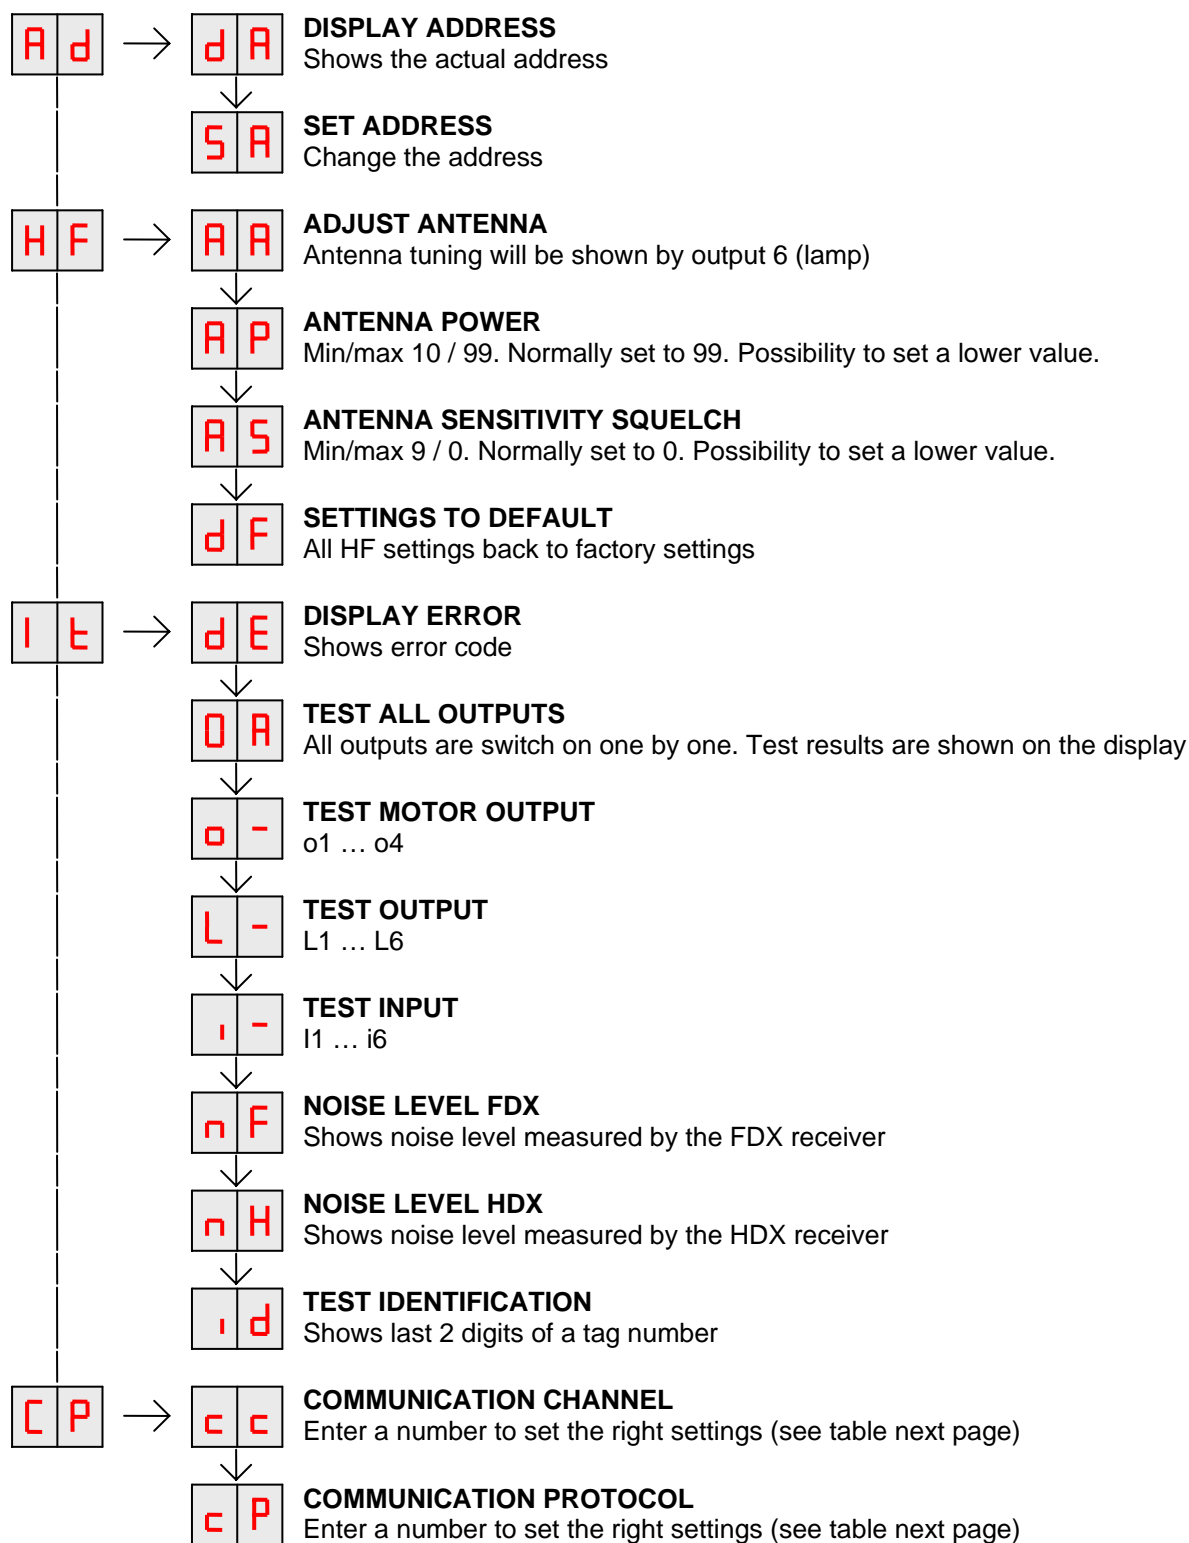 Ad dA DISPLAY ADDRESS
Shows the actual address
SA SET ADDRESS
Change the address
HF AA ADJUST ANTENNA
Antenna tuning will be shown by output 6 (lamp)
AP ANTENNA POWER
Min/max 10 / 99. Normally set to 99. Possibility to set a lower value.
AS ANTENNA SENSITIVITY SQUELCH
Min/max 9 / 0. Normally set to 0. Possibility to set a lower value.
dF SETTINGS TO DEFAULT
All HF settings back to factory settings
It dE DISPLAY ERROR
Shows error code
OA TEST ALL OUTPUTS
All outputs are switch on one by one. Test results are shown on the display
o- TEST MOTOR OUTPUT
o1 … o4
L- TEST OUTPUT
L1 … L6
i- TEST INPUT
I1 … i6
nF NOISE LEVEL FDX
Shows noise level measured by the FDX receiver
nH NOISE LEVEL HDX
Shows noise level measured by the HDX receiver
id TEST IDENTIFICATION
Shows last 2 digits of a tag number
CP cc COMMUNICATION CHANNEL
Enter a number to set the right settings (see table next page)
cP COMMUNICATION PROTOCOL
Enter a number to set the right settings (see table next page)